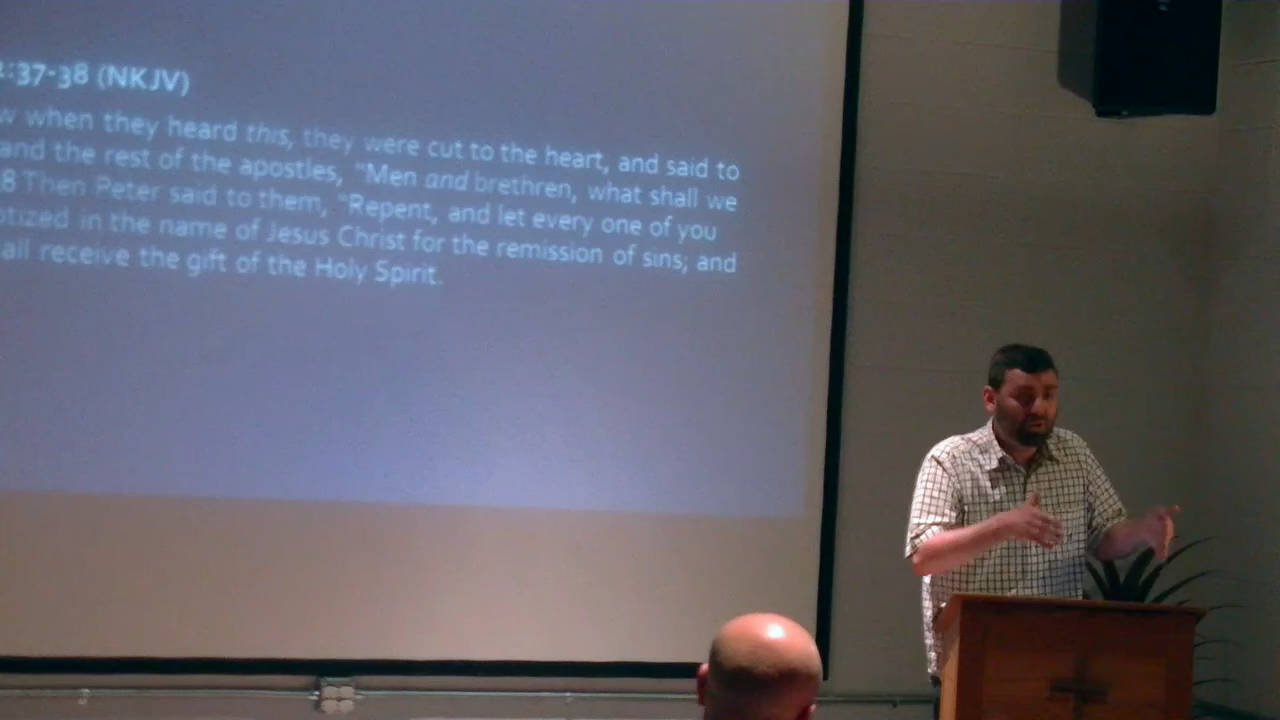 2:37-38 (NKJV)
w when they heard this, they were cut to the heart, and said to
and the rest of the apostles, "Men and brethren, what shall we
8 Then Peter said to them, "Repent, and let every one of you
ptized in the name of Jesus Christ for the remission of sins; and
all receive the gift of the Holy Spirit.